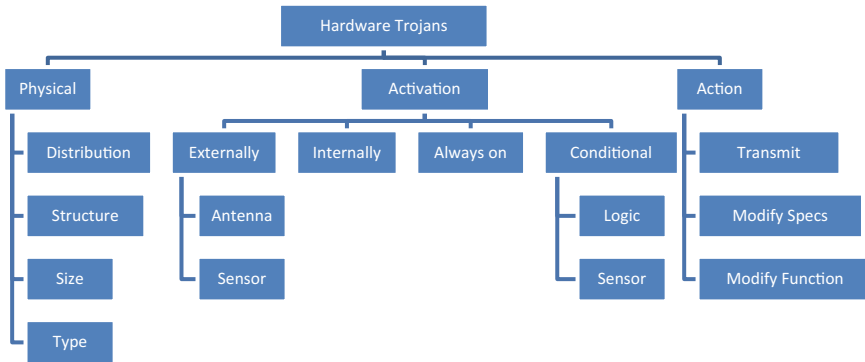 Hardware Trojans
Physical
Activation
Action
Distribution
Externally
Internally
Always on
Conditional
Transmit
Structure
Antenna
Logic
Modify Specs
Size
Sensor
Sensor
Modify Function
Type